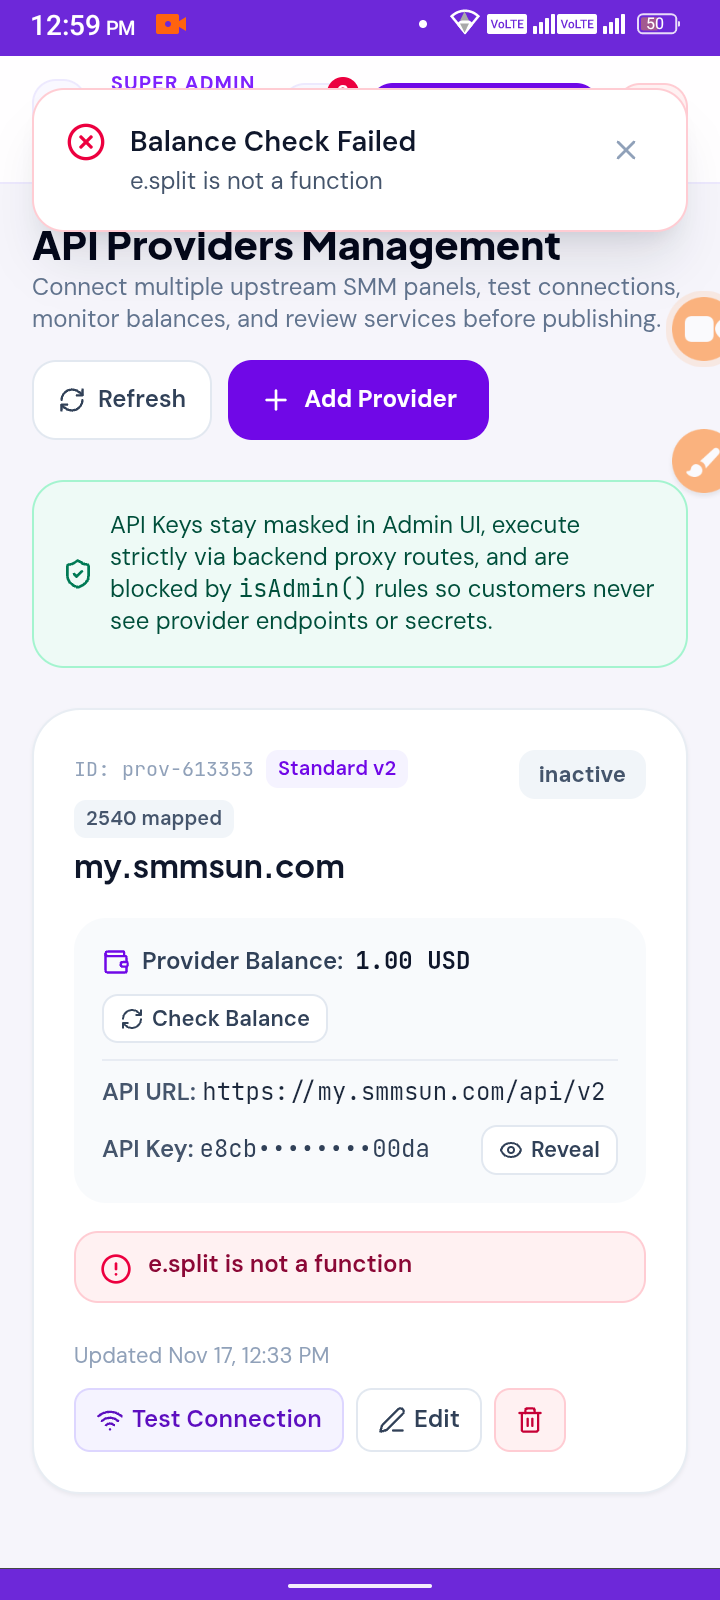 12:59 PM
VoLTE VoLTE 50
SUPER ADMIN
Balance Check Failed
e.split is not a function
API Providers Management
Connect multiple upstream SMM panels, test connections,
monitor balances, and review services before publishing.
Refresh
Add Provider
API Keys stay masked in Admin UI, execute
strictly via backend proxy routes, and are
blocked by isAdmin() rules so customers never
see provider endpoints or secrets.
ID: prov-613353 Standard v2 inactive
2540 mapped
my.smmsun.com
Provider Balance: 1.00 USD
Check Balance
API URL: https://my.smmsun.com/api/v2
API Key: e8cb••••••••00da Reveal
e.split is not a function
Updated Nov 17, 12:33 PM
Test Connection Edit